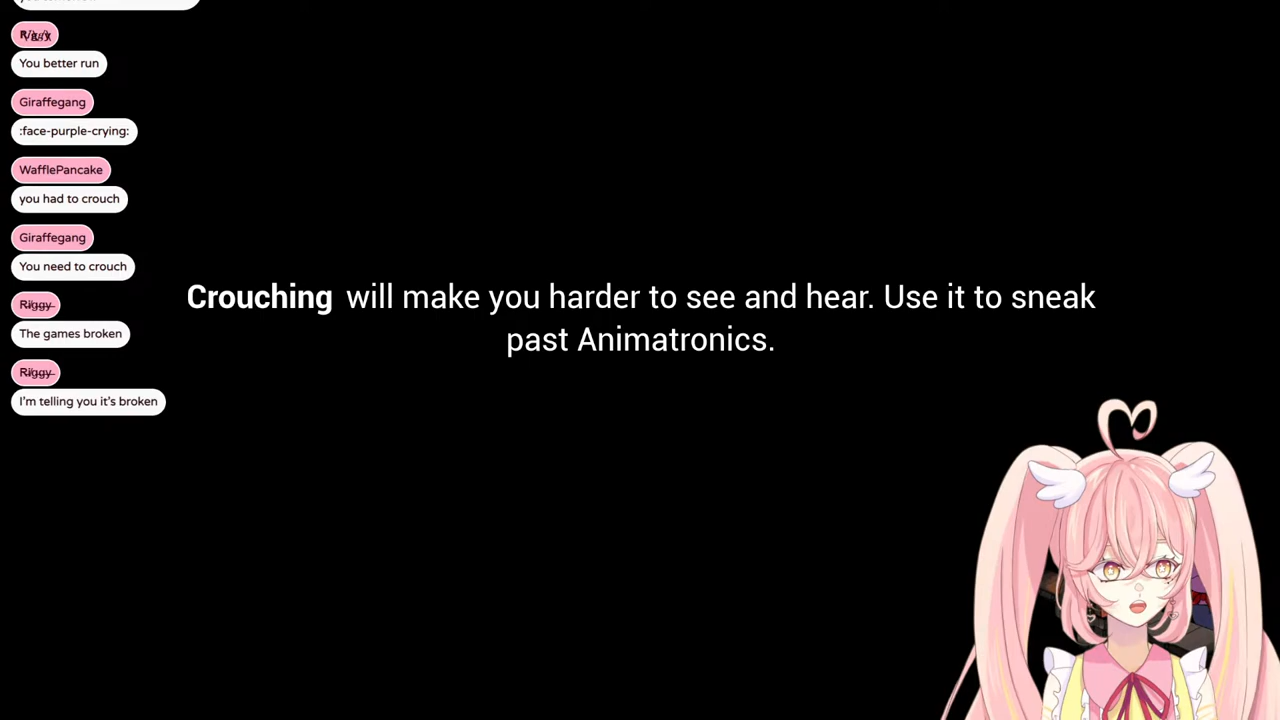 Riggy
You better run
Giraffegang
:face-purple-crying:
WafflePancake
you had to crouch
Giraffegang
You need to crouch
Riggy
The games broken
Riggy
I'm telling you it's broken
Crouching will make you harder to see and hear. Use it to sneak
past Animatronics.